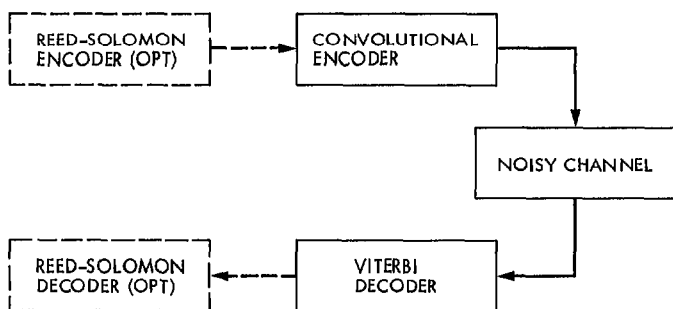 REED-SOLOMON
ENCODER (OPT)
CONVOLUTIONAL
ENCODER
NOISY CHANNEL
REED-SOLOMON
DECODER (OPT)
VITERBI
DECODER